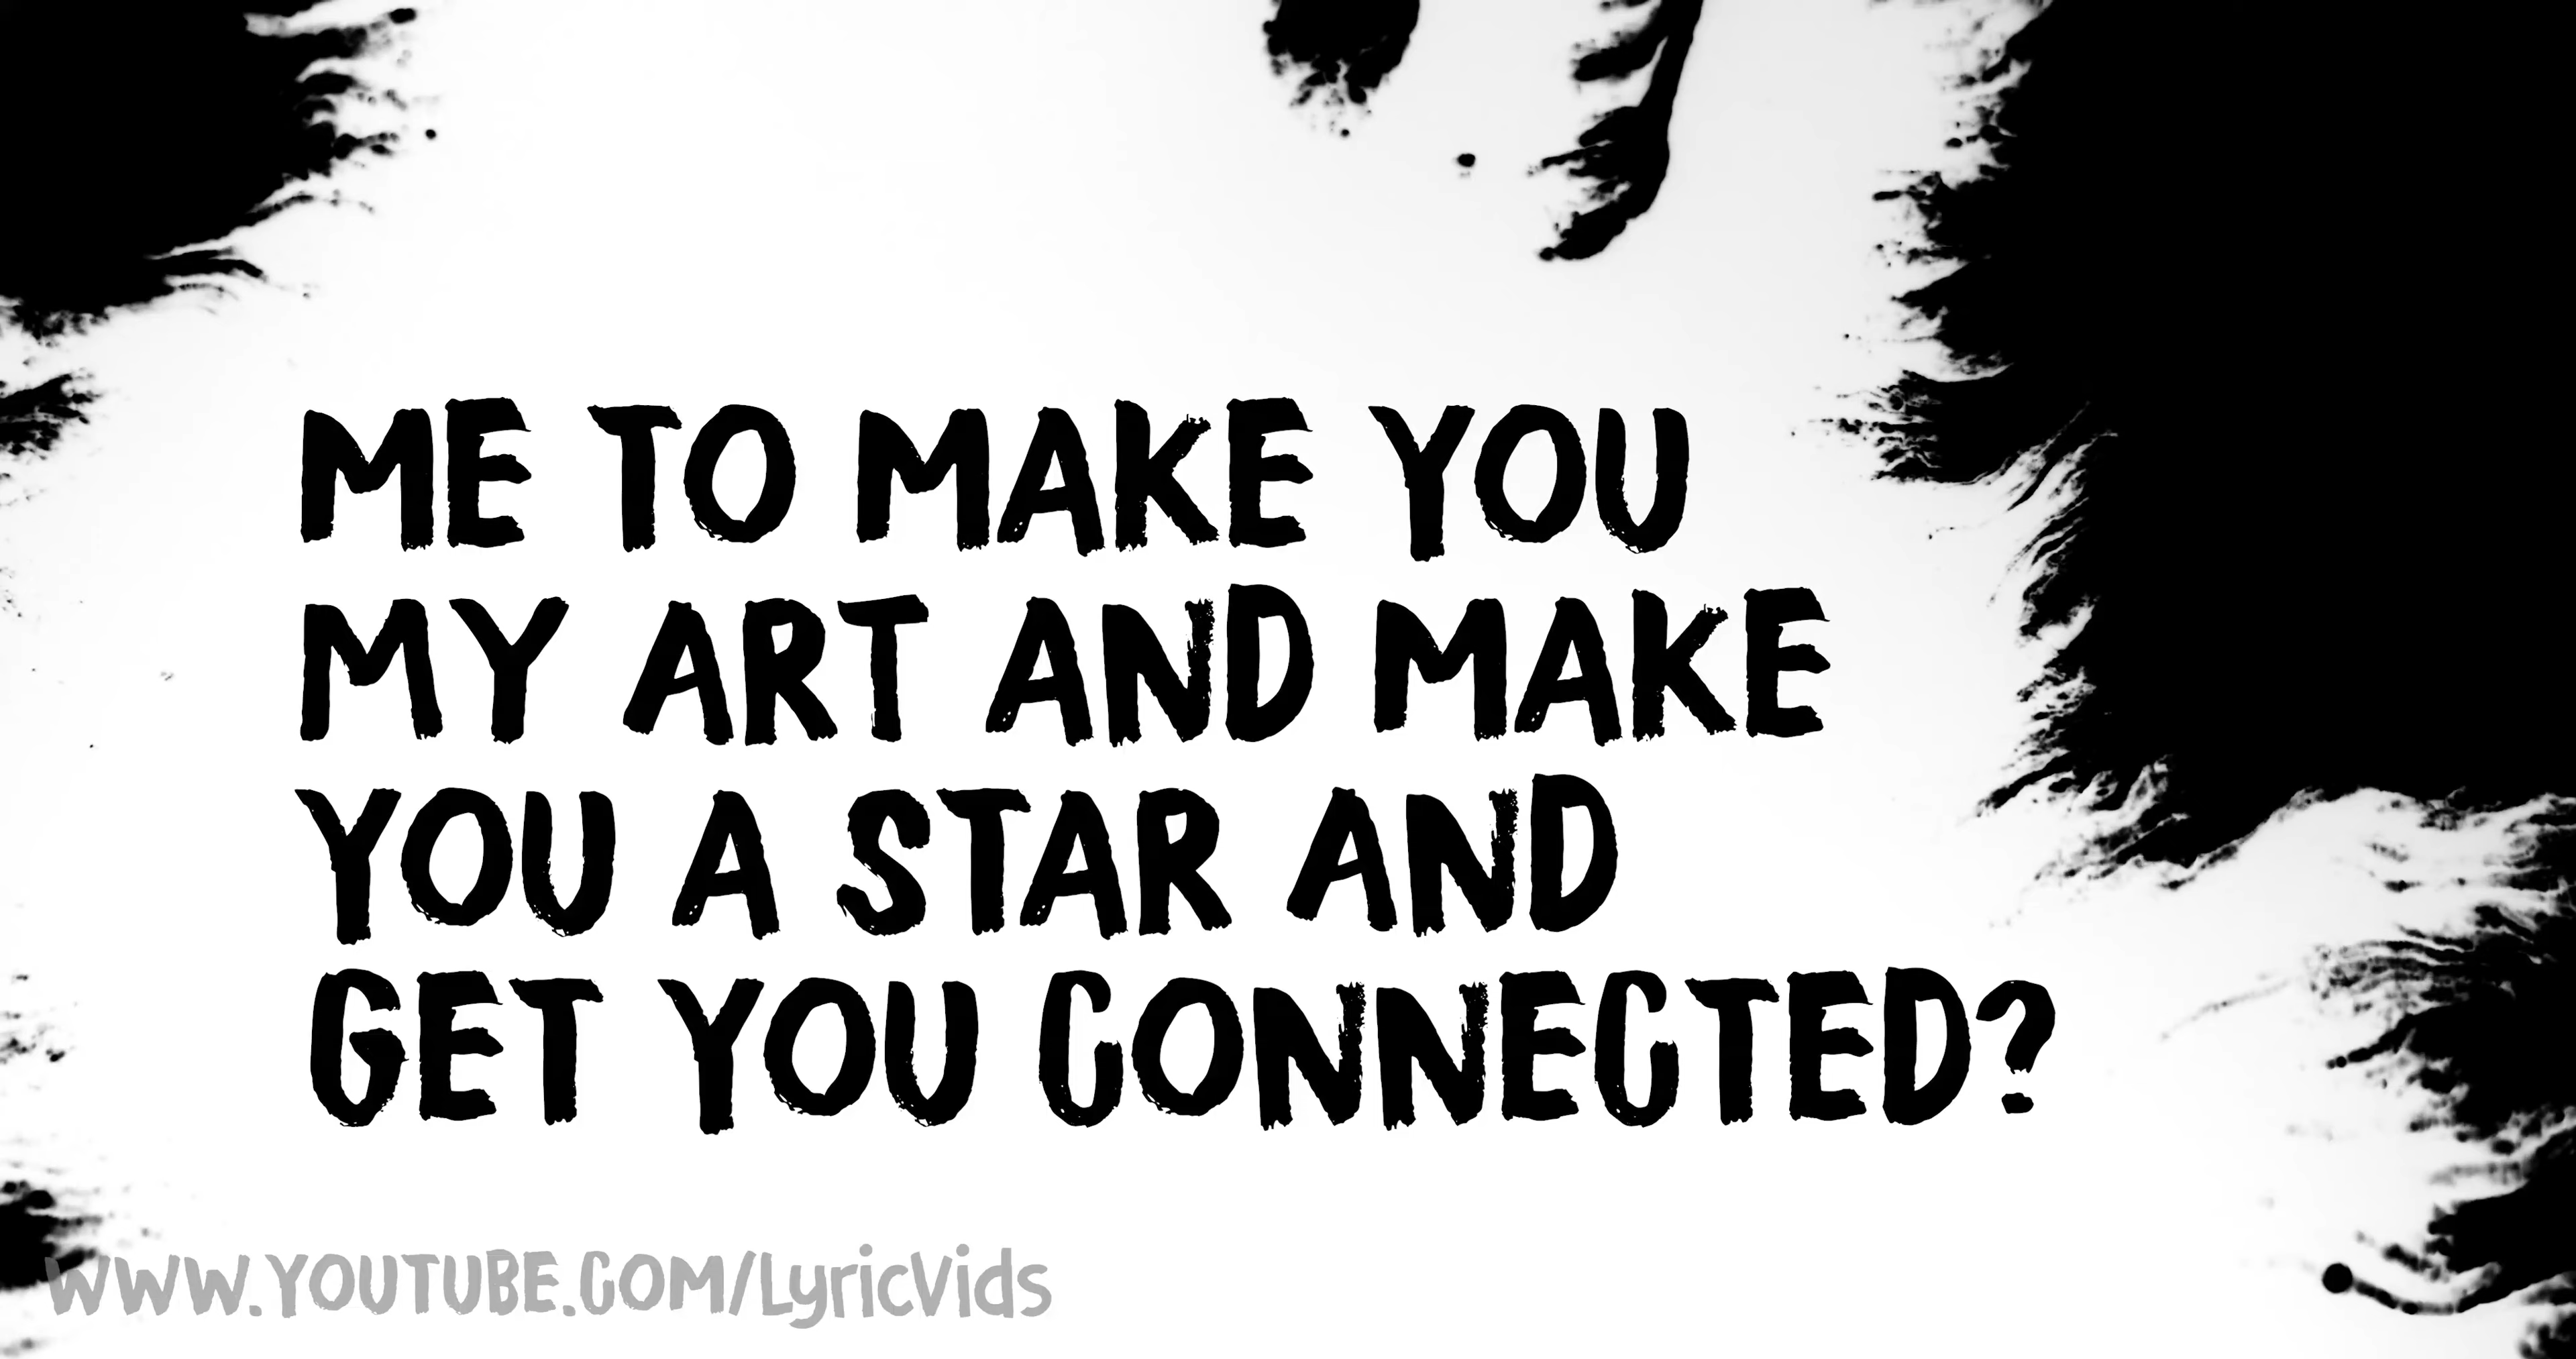 ME TO MAKE YOU
MY ART AND MAKE
YOU A STAR AND
GET YOU CONNECTED?
WWW.YOUTUBE.COM/LyricVids